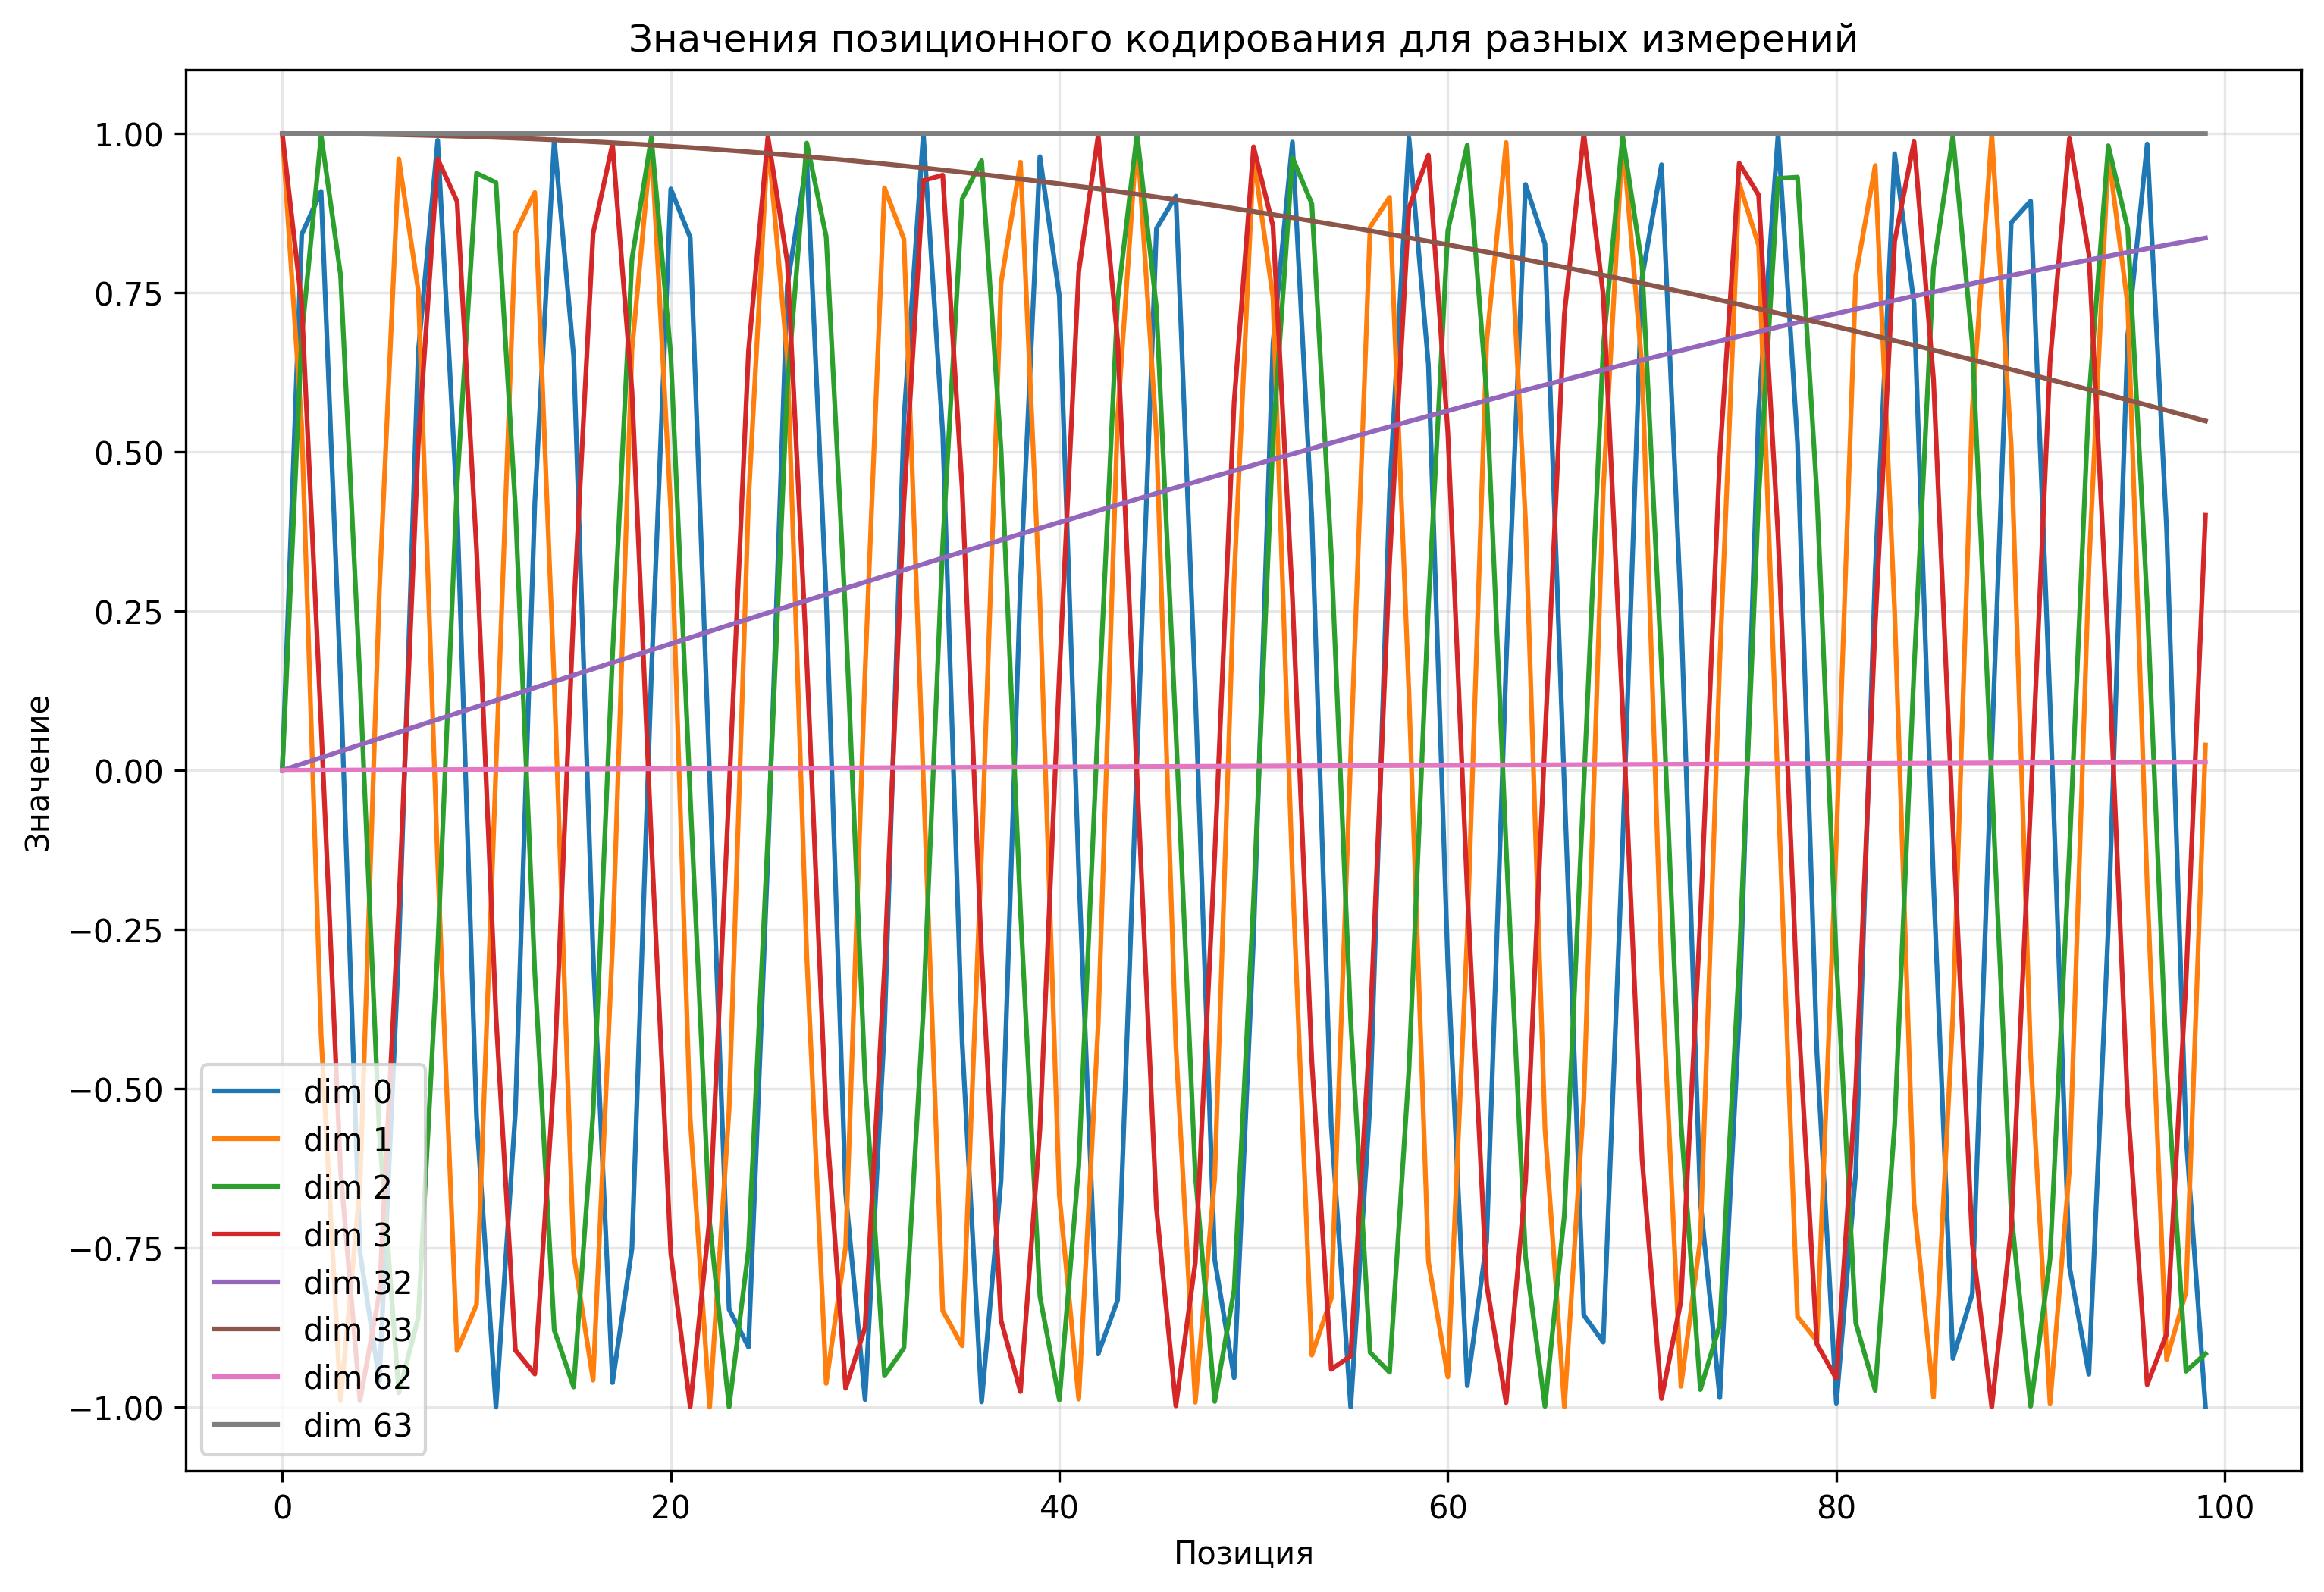 Значения позиционного кодирования для разных измерений
1.00
0.75
0.50
0.25
0.00
−0.25
−0.50
−0.75
−1.00
Значение
dim 0
dim 1
dim 2
dim 3
dim 32
dim 33
dim 62
dim 63
0 20 40 60 80 100
Позиция